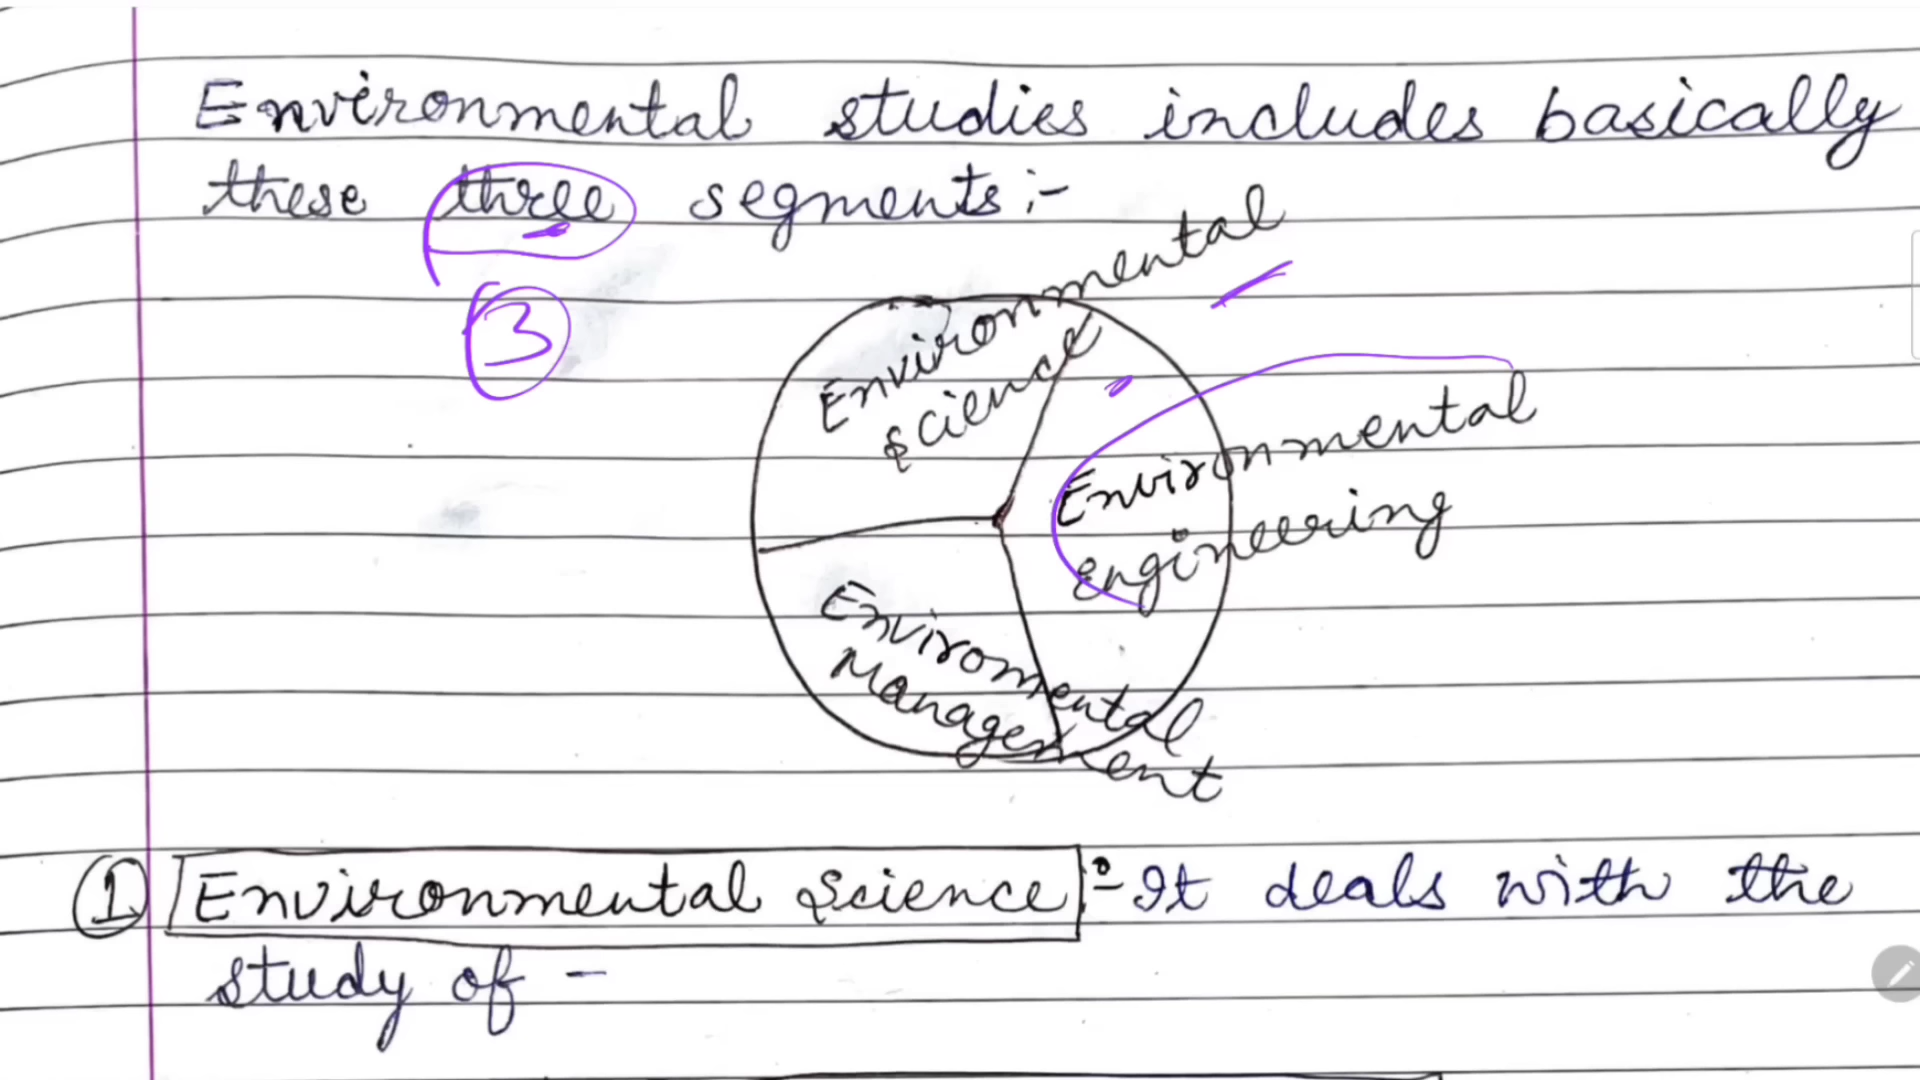 Environmental studies includes basically
these three segments :-
3
Environmental
science
Environmental
engineering
Enviromental
Management
1 Environmental Science :- It deals with the
study of -